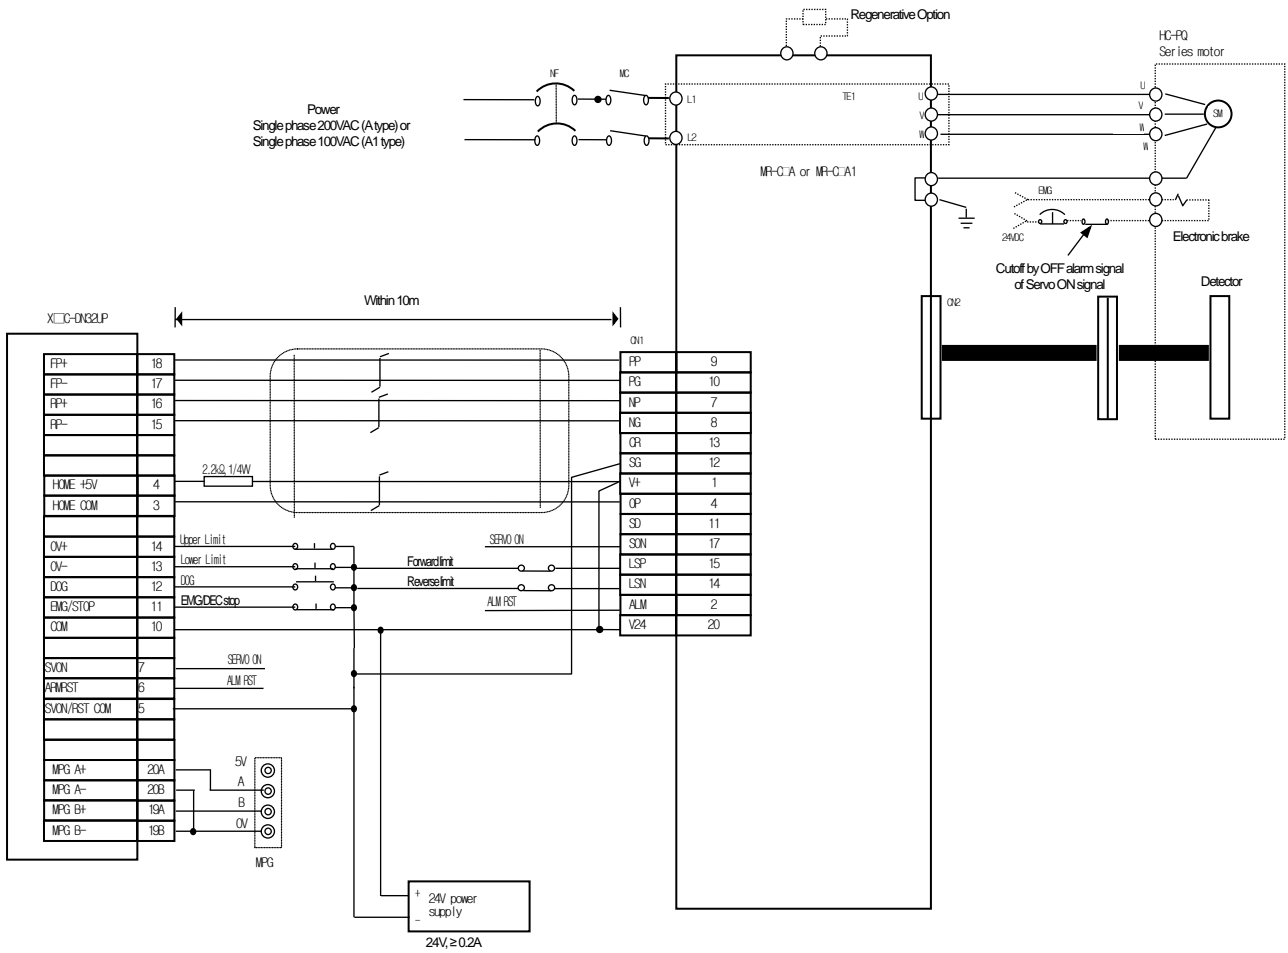 Regenerative Option
HC-PQ
Series motor
NF
MC
Power
Single phase 200VAC (A type) or
Single phase 100VAC (A1 type)
L1
L2
TE1
U
V
W
U
V
W
W
SM
MR-C□A or MR-C□A1
EMG
24VDC
Electronic brake
Cutoff by OFF alarm signal
of Servo ON signal
Detector
CN2
Within 10m
X□□C-DN32UP
CN1
FP+ 18
FP- 17
RP+ 16
RP- 15
HOME +5V 4
HOME COM 3
OV+ 14
OV- 13
DOG 12
EMG/STOP 11
COM 10
SVON 7
ARMRST 6
SVON/RST COM 5
MPG A+ 20A
MPG A- 20B
MPG B+ 19A
MPG B- 19B
2.2kΩ, 1/4W
Upper Limit
Lower Limit
DOG
EMG/DEC stop
SERVO ON
ALM RST
SERVO ON
Forward limit
Reverse limit
ALM RST
PP 9
PG 10
NP 7
NG 8
CR 13
SG 12
V+ 1
OP 4
SD 11
SON 17
LSP 15
LSN 14
ALM 2
V24 20
5V
A
B
0V
MPG
+ 24V power
supply
-
24V, ≥ 0.2A